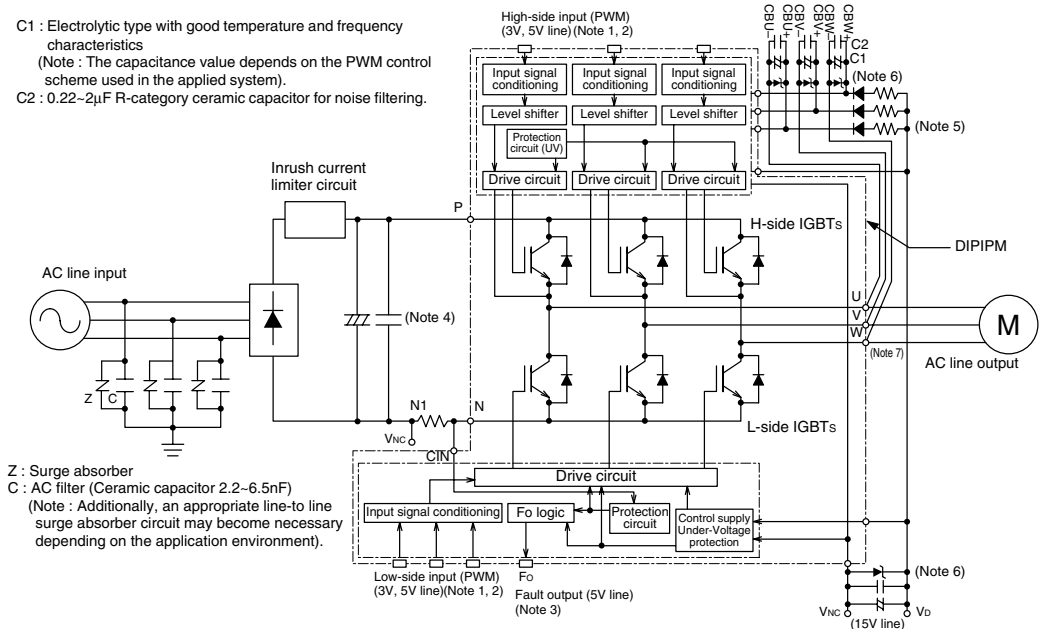 C1 : Electrolytic type with good temperature and frequency
characteristics
(Note : The capacitance value depends on the PWM control
scheme used in the applied system).
C2 : 0.22~2μF R-category ceramic capacitor for noise filtering.
High-side input (PWM)
(3V, 5V line) (Note 1, 2)
CBU–
CBU+
CBV–
CBV+
CBW–
CBW+
C2
C1
(Note 6)
(Note 5)
Input signal
conditioning
Input signal
conditioning
Input signal
conditioning
Level shifter
Level shifter
Level shifter
Protection
circuit (UV)
Drive circuit
Drive circuit
Drive circuit
Inrush current
limiter circuit
P
H-side IGBTs
DIPIPM
AC line input
(Note 4)
U
V
W
M
(Note 7)
AC line output
Z
C
N1
N
VNC
CIN
L-side IGBTs
Z : Surge absorber
C : AC filter (Ceramic capacitor 2.2~6.5nF)
(Note : Additionally, an appropriate line-to line
surge absorber circuit may become necessary
depending on the application environment).
Drive circuit
Input signal conditioning
Fo logic
Protection
circuit
Control supply
Under-Voltage
protection
Low-side input (PWM)
(3V, 5V line) (Note 1, 2)
FO
Fault output (5V line)
(Note 3)
(Note 6)
VNC
VD
(15V line)